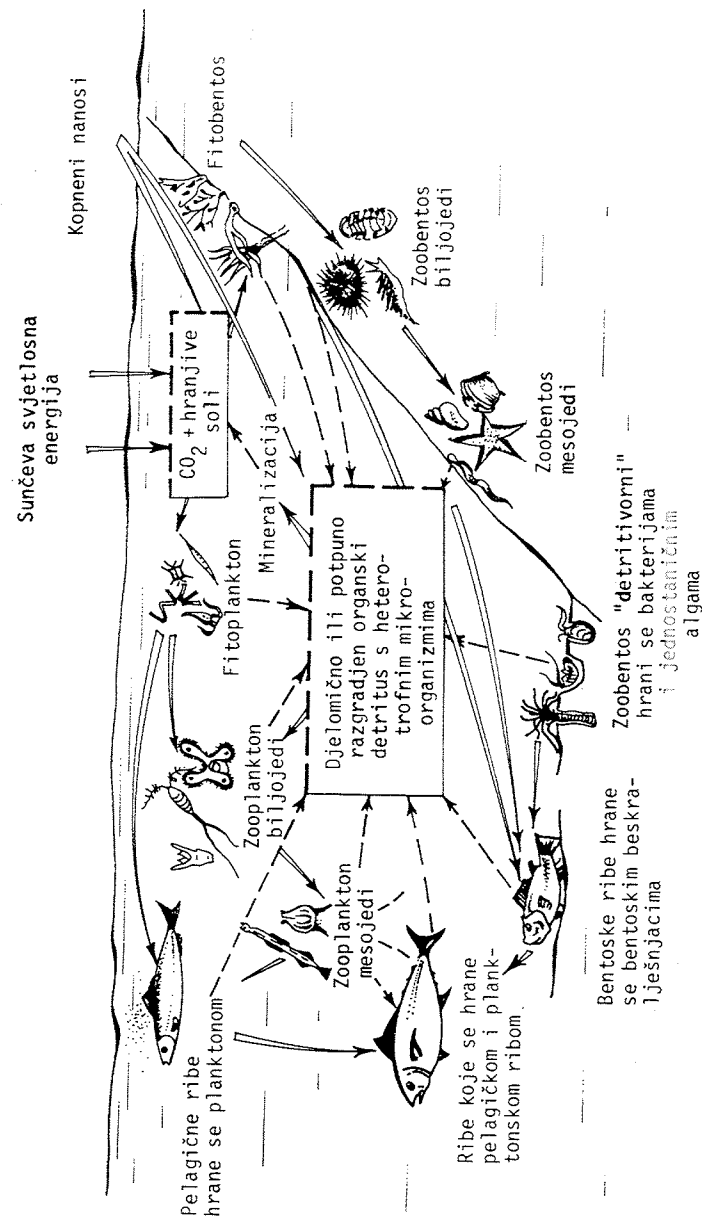 Sunčeva svjetlosna
energija
Kopneni nanosi
CO2 + hranjive
soli
Fitobentos
Fitoplankton
Mineralizacija
Zooplankton
biljojedi
Pelagične ribe
hrane se planktonom
Zooplankton
mesojedi
Djelomično ili potpuno
razgradjen organski
detritus s hetero-
trofnim mikro-
organizmima
Zoobentos
biljojedi
Zoobentos
mesojedi
Ribe koje se hrane
pelagičkom i plank-
tonskom ribom
Bentoske ribe hrane
se bentoskim beskra-
lješnjacima
Zoobentos "detritivorni"
hrani se bakterijama
i jednostaničnim
algama